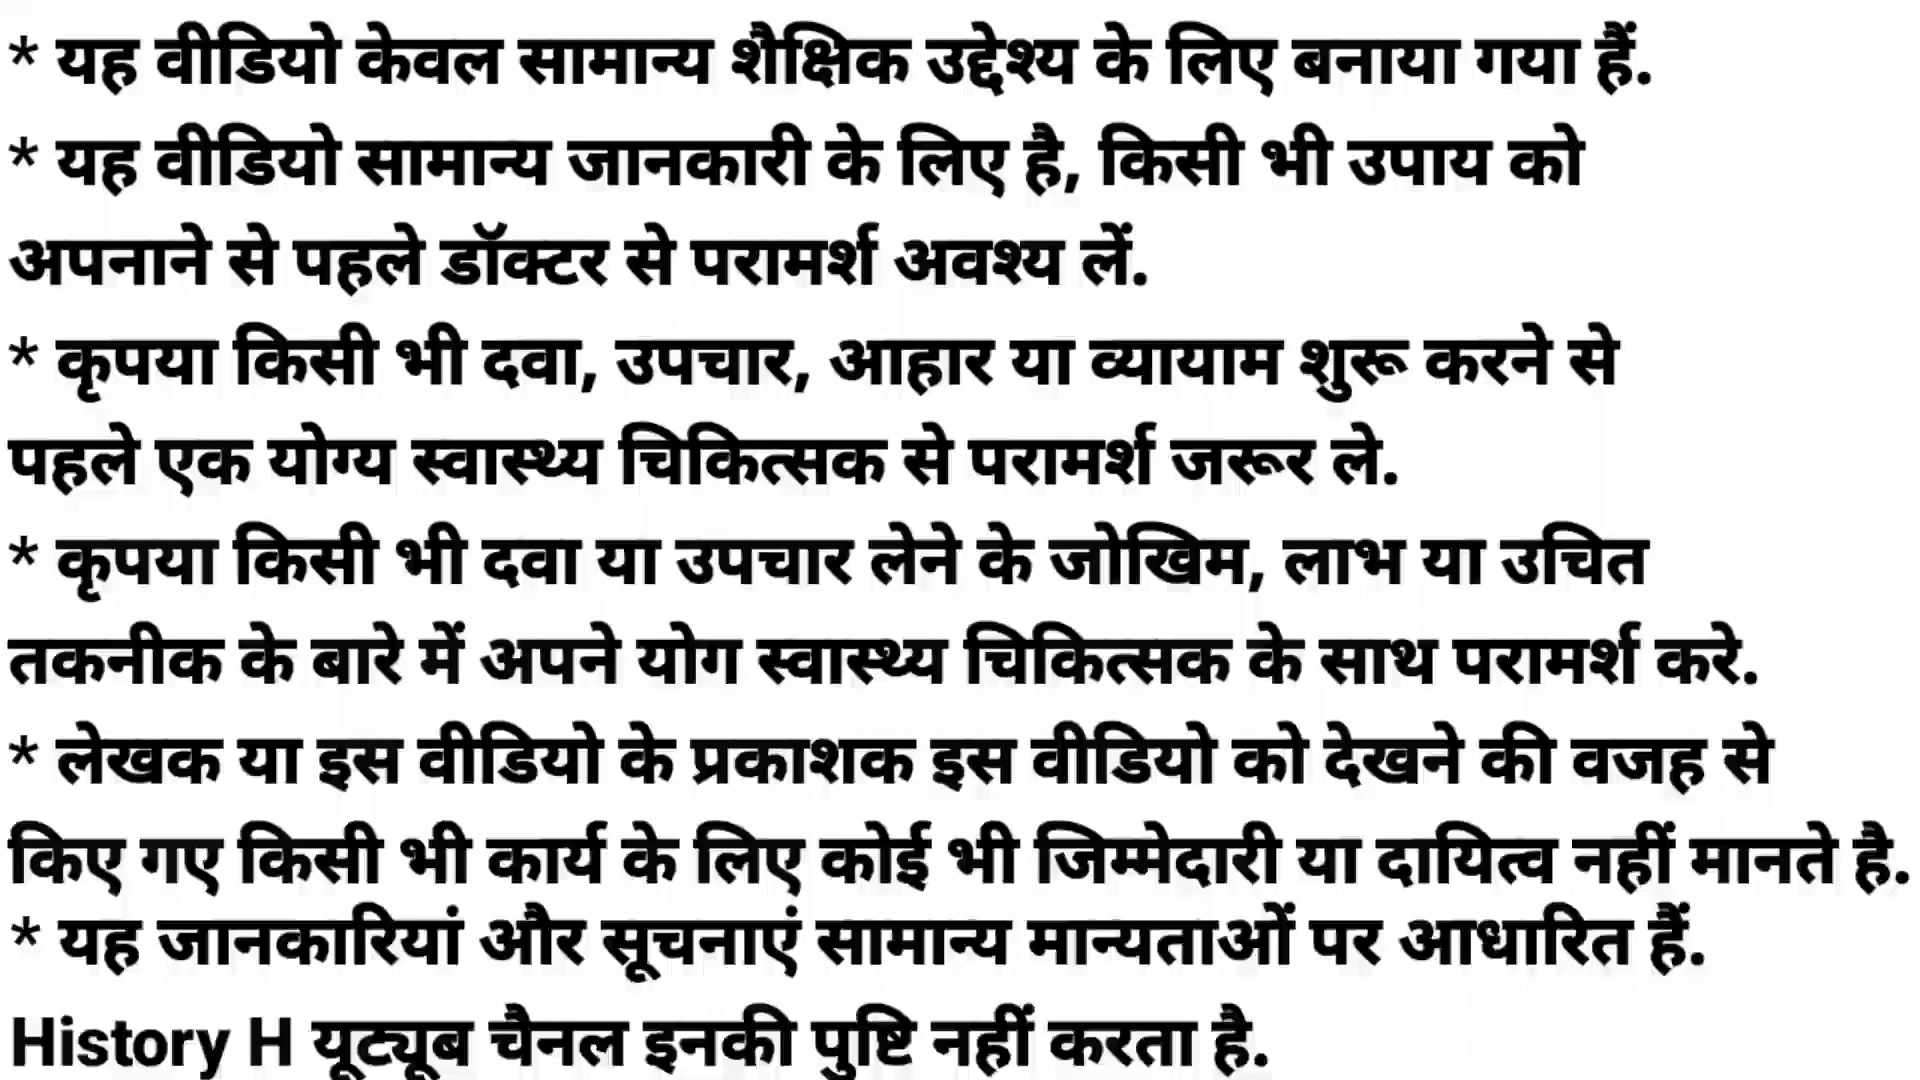 * यह वीडियो केवल सामान्य शैक्षिक उद्देश्य के लिए बनाया गया हैं.
* यह वीडियो सामान्य जानकारी के लिए है, किसी भी उपाय को
अपनाने से पहले डॉक्टर से परामर्श अवश्य लें.
* कृपया किसी भी दवा, उपचार, आहार या व्यायाम शुरू करने से
पहले एक योग्य स्वास्थ्य चिकित्सक से परामर्श जरूर ले.
* कृपया किसी भी दवा या उपचार लेने के जोखिम, लाभ या उचित
तकनीक के बारे में अपने योग स्वास्थ्य चिकित्सक के साथ परामर्श करे.
* लेखक या इस वीडियो के प्रकाशक इस वीडियो को देखने की वजह से
किए गए किसी भी कार्य के लिए कोई भी जिम्मेदारी या दायित्व नहीं मानते है.
* यह जानकारियां और सूचनाएं सामान्य मान्यताओं पर आधारित हैं.
History H यूट्यूब चैनल इनकी पुष्टि नहीं करता है.